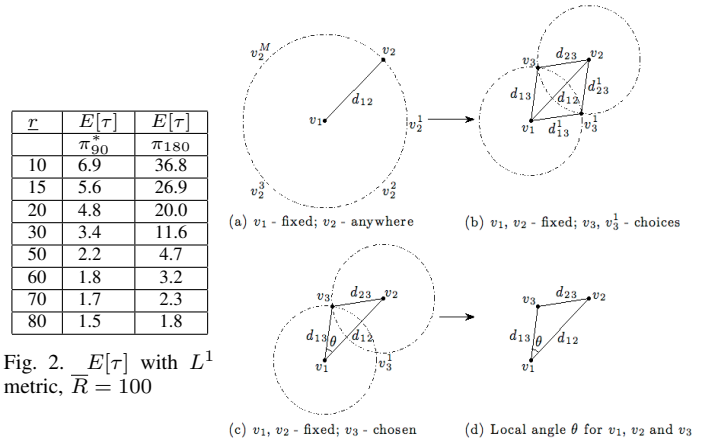 r E[τ] E[τ]
π*90 π180
10 6.9 36.8
15 5.6 26.9
20 4.8 20.0
30 3.4 11.6
50 2.2 4.7
60 1.8 3.2
70 1.7 2.3
80 1.5 1.8
Fig. 2. E[τ] with L¹
metric, R̅ = 100
v₂ᴹ v₂
d₁₂
v₁ v₂¹
v₂³ v₂²
(a) v₁ - fixed; v₂ - anywhere
v₃ d₂₃ v₂
d₁₃ d₁₂ d¹₂₃
v₁ d¹₁₃ v₃¹
(b) v₁, v₂ - fixed; v₃, v₃¹ - choices
v₃ d₂₃ v₂
d₁₃ θ d₁₂
v₁ v₃¹
(c) v₁, v₂ - fixed; v₃ - chosen
v₃ d₂₃ v₂
d₁₃ θ d₁₂
v₁
(d) Local angle θ for v₁, v₂ and v₃